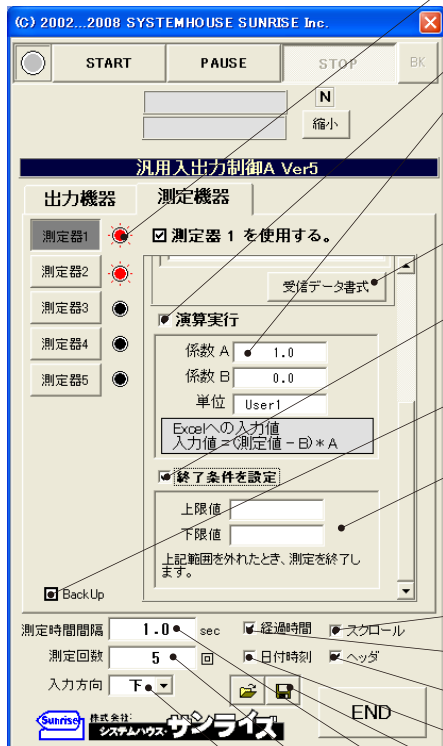 (C) 2002...2008 SYSTEMHOUSE SUNRISE Inc.
START PAUSE STOP BK
N
縮小
汎用入出力制御A Ver5
出力機器 測定機器
測定器1 測定器 1 を使用する。
測定器2
受信データ書式
測定器3 演算実行
測定器4 係数 A 1.0
測定器5 係数 B 0.0
単位 User1
Excelへの入力値
入力値=(測定値-B)*A
終了条件を設定
上限値
下限値
上記範囲を外れたとき、測定を終了し
ます。
BackUp
測定時間間隔 1.0 sec 経過時間 スクロール
測定回数 5 回 日付時刻 ヘッダ
入力方向 下
END
Sunrise 株式会社
システムハウス・サンライズ